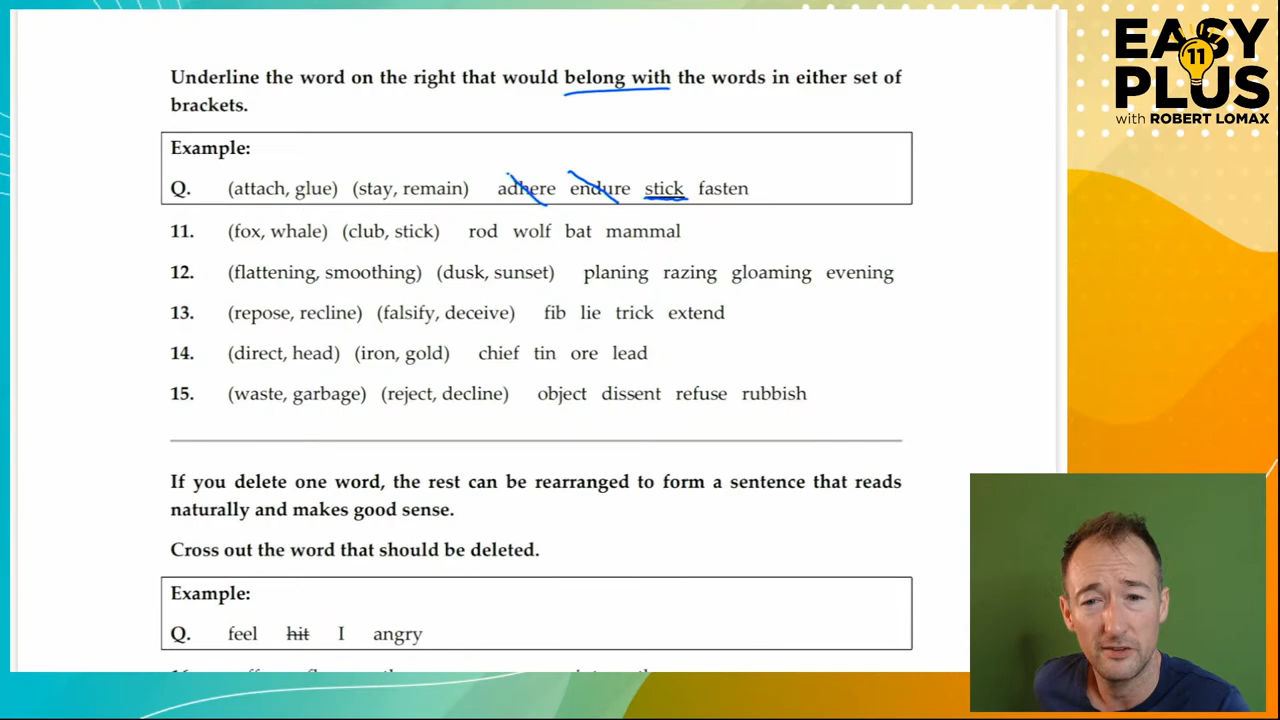 EASY
11
PLUS
with ROBERT LOMAX
Underline the word on the right that would belong with the words in either set of
brackets.
Example:
Q. (attach, glue) (stay, remain) adhere endure stick fasten
11. (fox, whale) (club, stick) rod wolf bat mammal
12. (flattening, smoothing) (dusk, sunset) planing razing gloaming evening
13. (repose, recline) (falsify, deceive) fib lie trick extend
14. (direct, head) (iron, gold) chief tin ore lead
15. (waste, garbage) (reject, decline) object dissent refuse rubbish
If you delete one word, the rest can be rearranged to form a sentence that reads
naturally and makes good sense.
Cross out the word that should be deleted.
Example:
Q. feel hit I angry